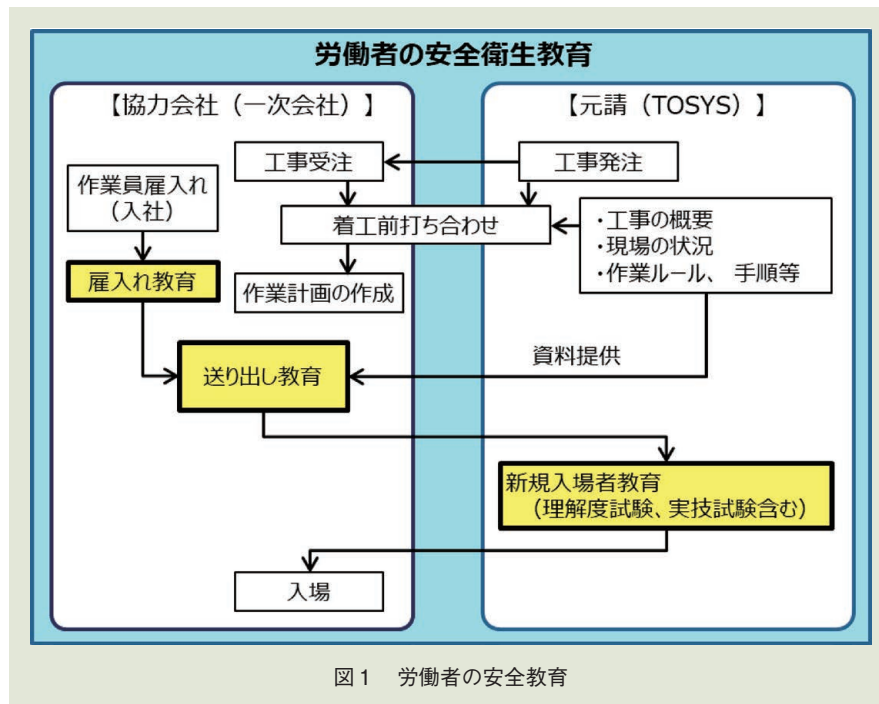 労働者の安全衛生教育
【協力会社（一次会社）】
【元請（TOSYS）】
工事受注
工事発注
作業員雇入れ
（入社）
着工前打ち合わせ
・工事の概要
・現場の状況
・作業ルール、 手順等
雇入れ教育
作業計画の作成
資料提供
送り出し教育
新規入場者教育
（理解度試験、実技試験含む）
入場
図1　労働者の安全教育